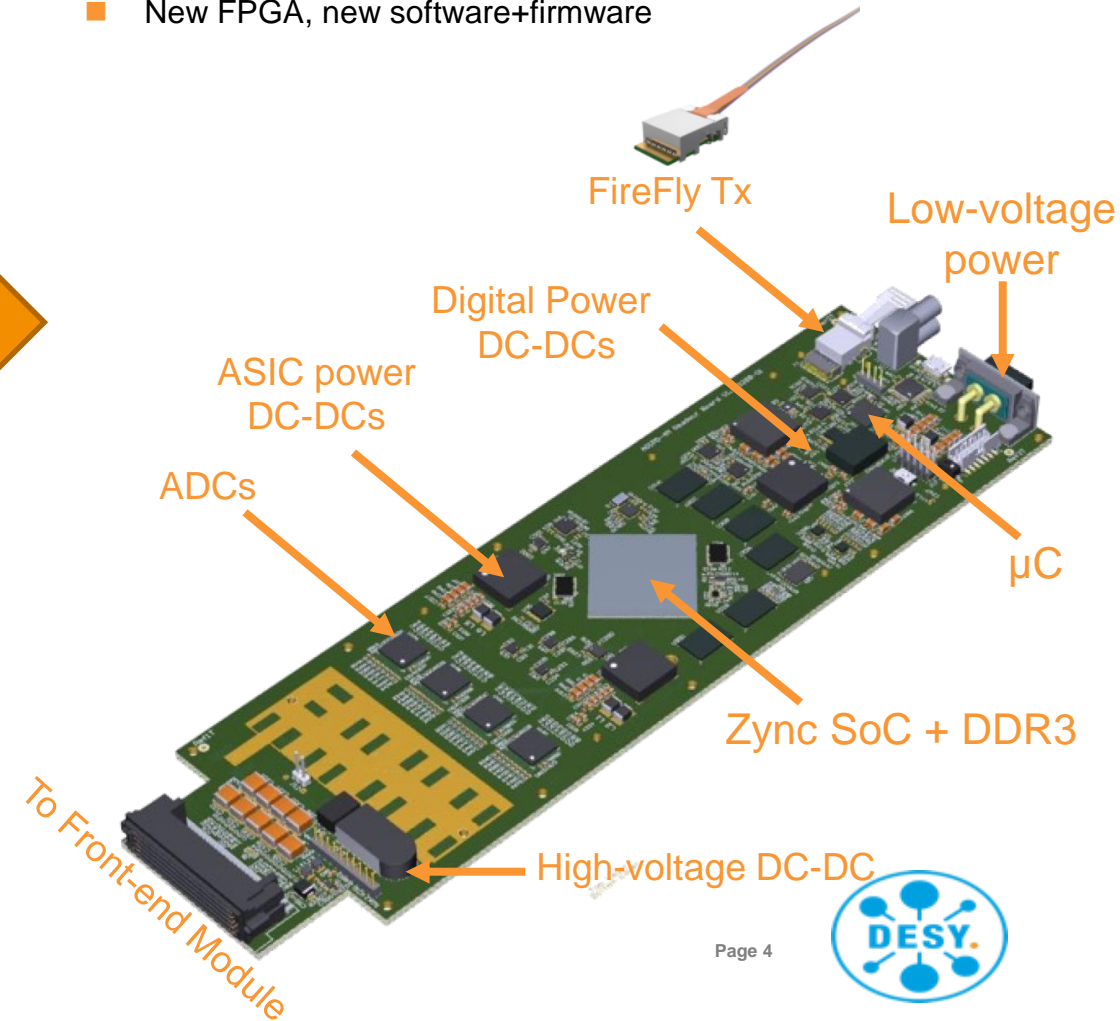 New FPGA, new software+firmware
FireFly Tx
Low-voltage
power
Digital Power
DC-DCs
ASIC power
DC-DCs
ADCs
µC
Zync SoC + DDR3
To Front-end Module
High-voltage DC-DC
Page 4
DESY.